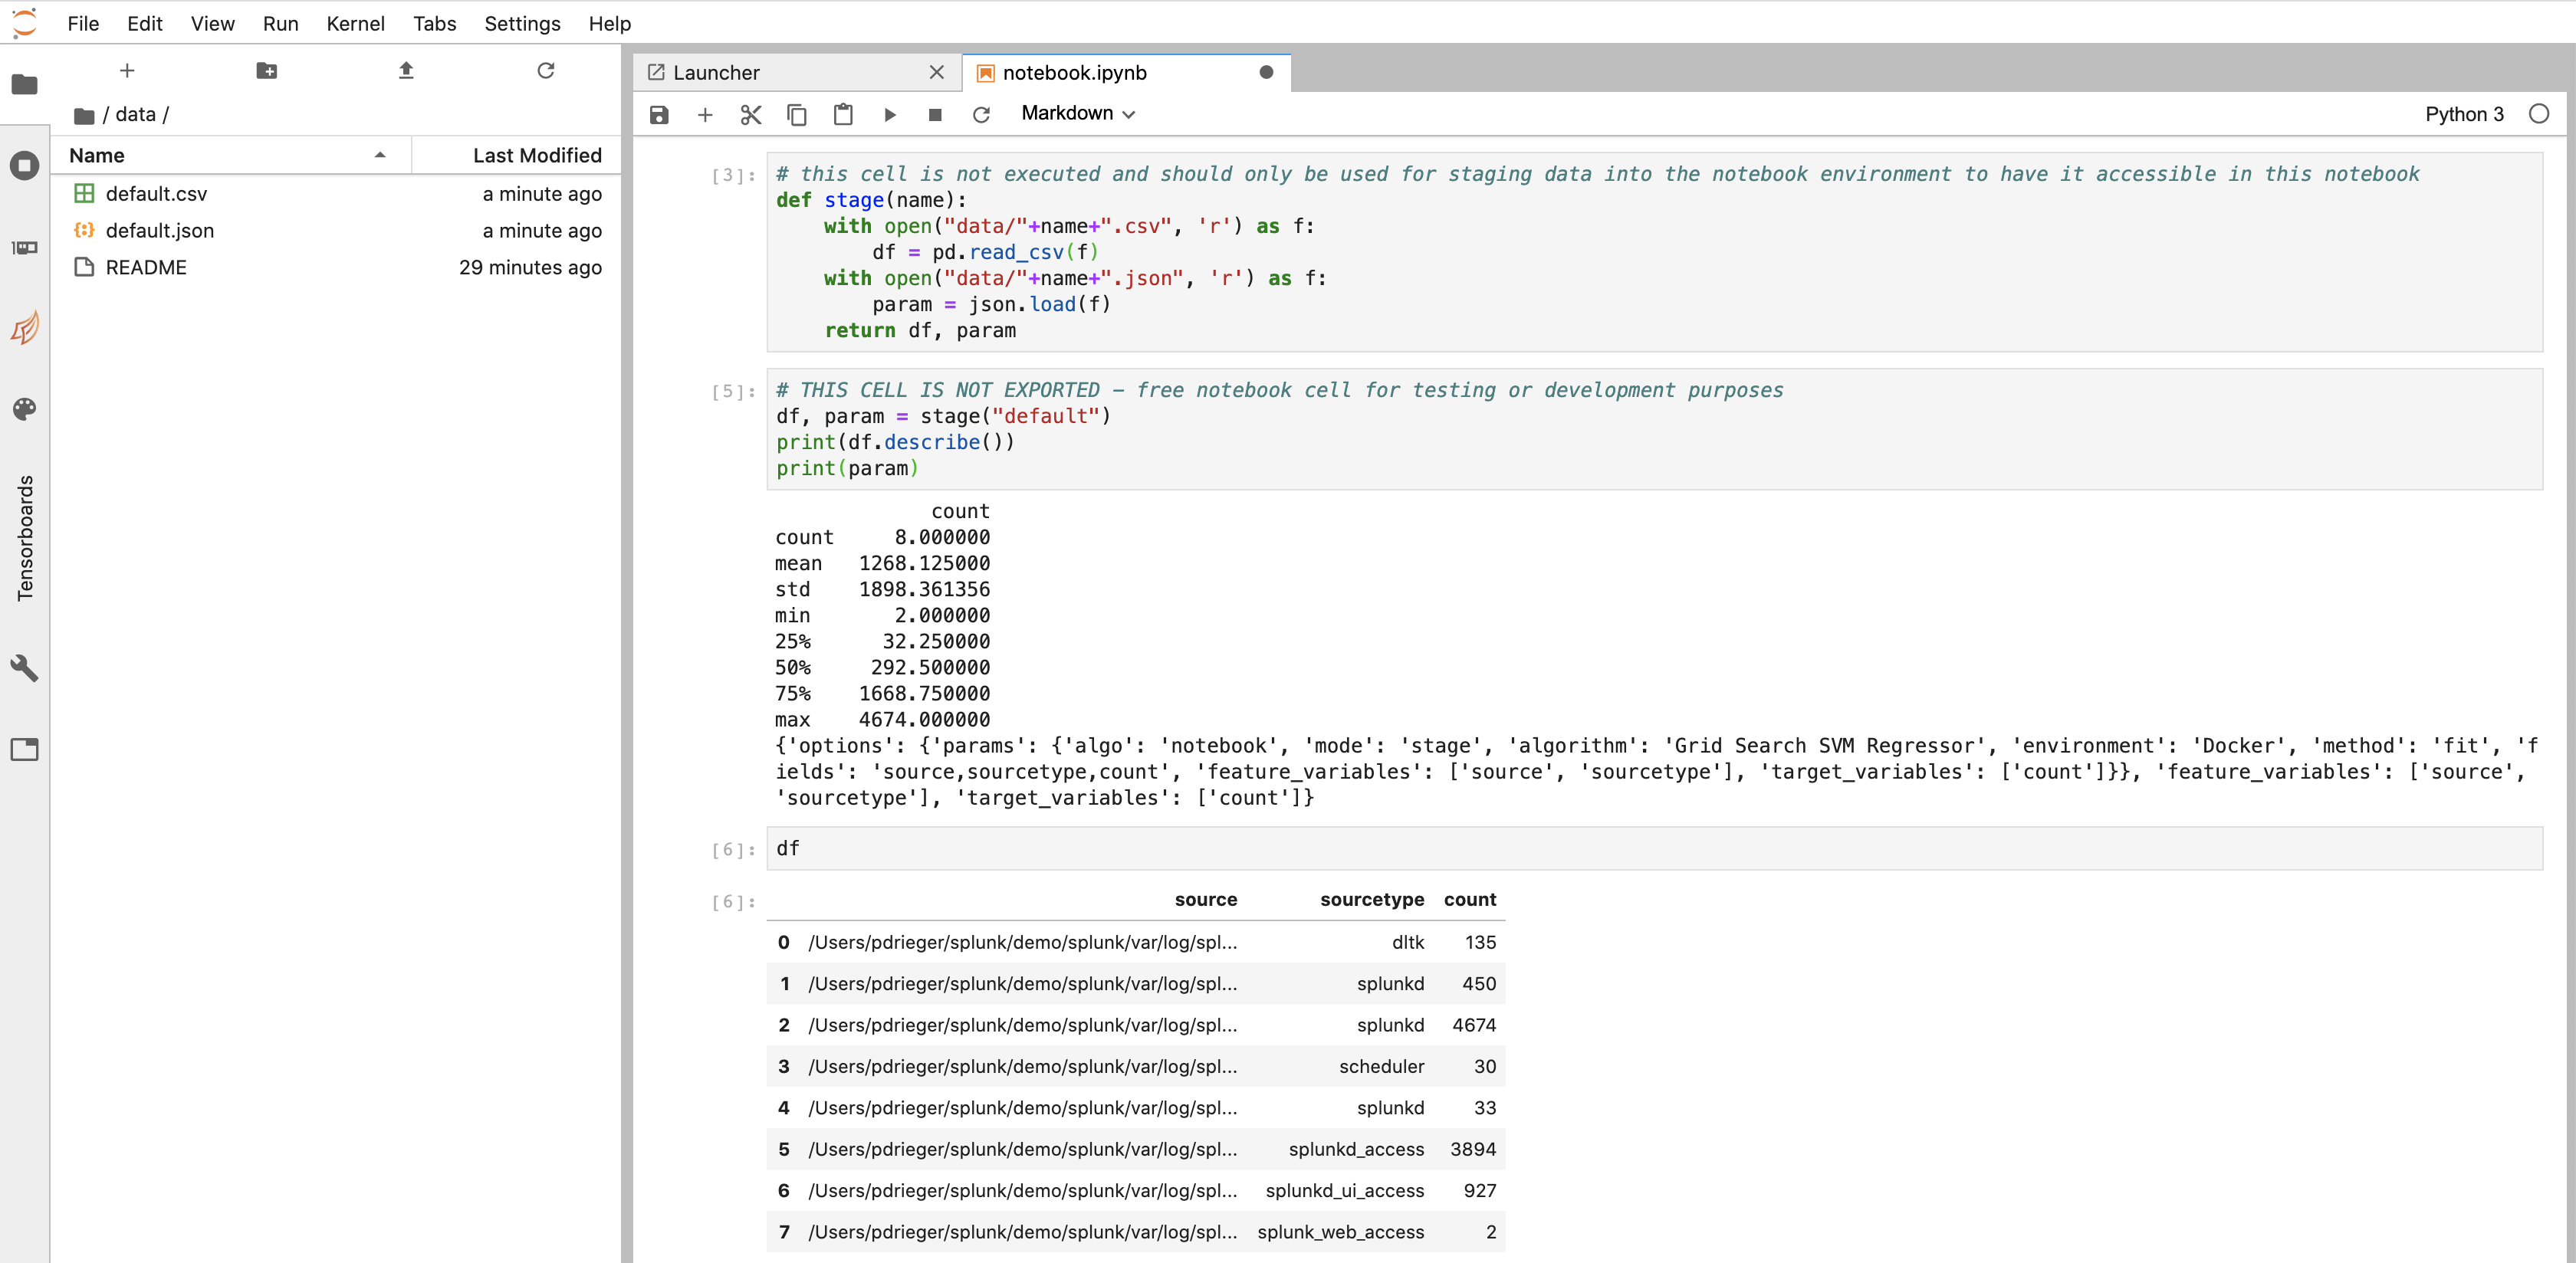 File Edit View Run Kernel Tabs Settings Help
/ data /
Name Last Modified
default.csv a minute ago
default.json a minute ago
README 29 minutes ago
Tensorboards
Launcher
notebook.ipynb
Markdown
Python 3
[3]:
# this cell is not executed and should only be used for staging data into the notebook environment to have it accessible in this notebook
def stage(name):
    with open("data/"+name+".csv", 'r') as f:
        df = pd.read_csv(f)
    with open("data/"+name+".json", 'r') as f:
        param = json.load(f)
    return df, param
[5]:
# THIS CELL IS NOT EXPORTED – free notebook cell for testing or development purposes
df, param = stage("default")
print(df.describe())
print(param)
count
count 8.000000
mean 1268.125000
std 1898.361356
min 2.000000
25% 32.250000
50% 292.500000
75% 1668.750000
max 4674.000000
{'options': {'params': {'algo': 'notebook', 'mode': 'stage', 'algorithm': 'Grid Search SVM Regressor', 'environment': 'Docker', 'method': 'fit', 'f
ields': 'source,sourcetype,count', 'feature_variables': ['source', 'sourcetype'], 'target_variables': ['count']}}, 'feature_variables': ['source',
'sourcetype'], 'target_variables': ['count']}
[6]:
df
[6]:
source sourcetype count
0 /Users/pdrieger/splunk/demo/splunk/var/log/spl... dltk 135
1 /Users/pdrieger/splunk/demo/splunk/var/log/spl... splunkd 450
2 /Users/pdrieger/splunk/demo/splunk/var/log/spl... splunkd 4674
3 /Users/pdrieger/splunk/demo/splunk/var/log/spl... scheduler 30
4 /Users/pdrieger/splunk/demo/splunk/var/log/spl... splunkd 33
5 /Users/pdrieger/splunk/demo/splunk/var/log/spl... splunkd_access 3894
6 /Users/pdrieger/splunk/demo/splunk/var/log/spl... splunkd_ui_access 927
7 /Users/pdrieger/splunk/demo/splunk/var/log/spl... splunk_web_access 2